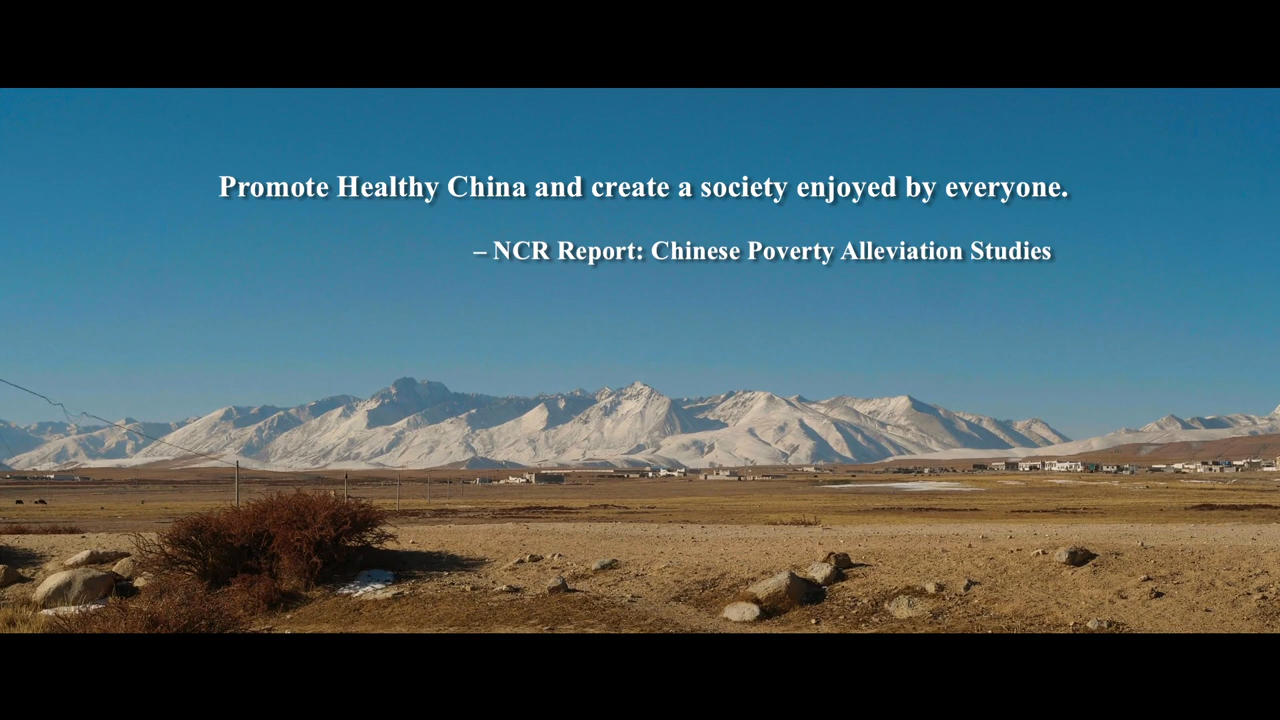 Promote Healthy China and create a society enjoyed by everyone.
– NCR Report: Chinese Poverty Alleviation Studies